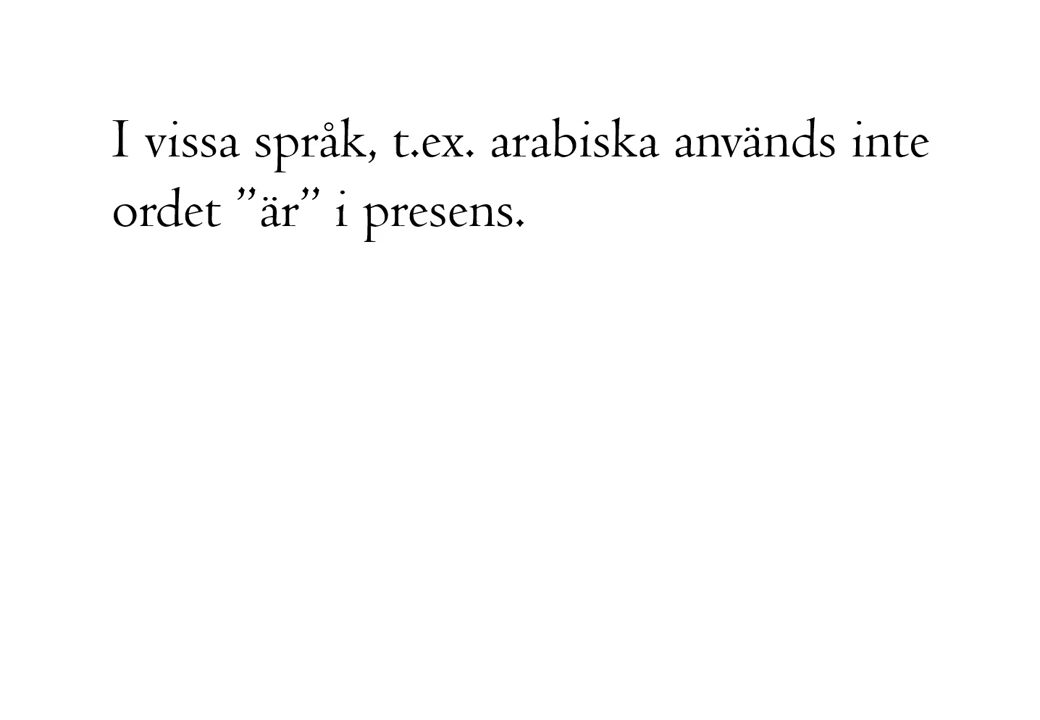 I vissa språk, t.ex. arabiska används inte
ordet ”är” i presens.